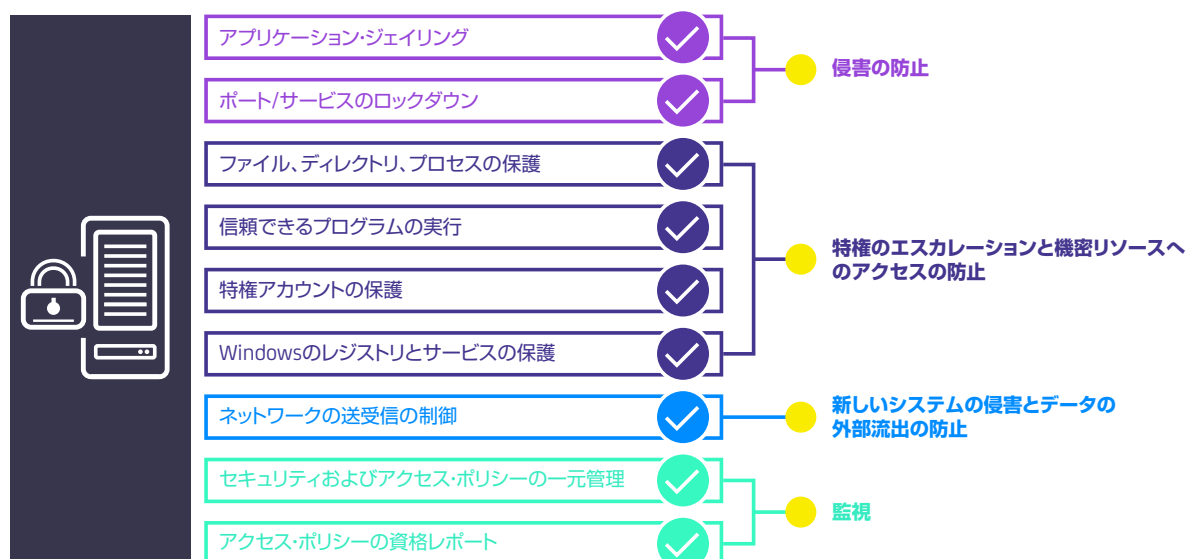 アプリケーション・ジェイリング
ポート/サービスのロックダウン
侵害の防止
ファイル、ディレクトリ、プロセスの保護
信頼できるプログラムの実行
特権アカウントの保護
Windowsのレジストリとサービスの保護
特権のエスカレーションと機密リソースへ
のアクセスの防止
ネットワークの送受信の制御
新しいシステムの侵害とデータの
外部流出の防止
セキュリティおよびアクセス・ポリシーの一元管理
アクセス・ポリシーの資格レポート
監視